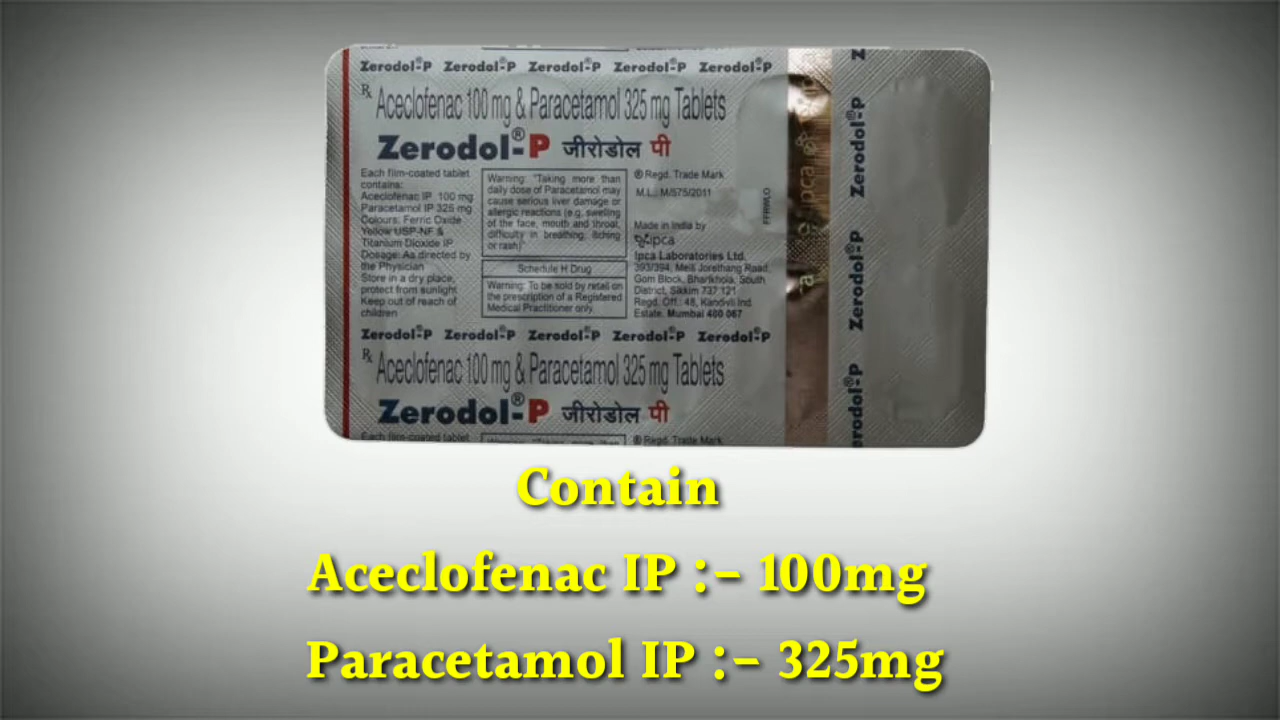 Zerodol®-P Zerodol®-P Zerodol®-P Zerodol®-P Zerodol®-P
Rx Aceclofenac 100 mg & Paracetamol 325 mg Tablets
Zerodol®-P जीरोडोल पी
Each film-coated tablet
contains:
Aceclofenac IP 100 mg
Paracetamol IP 325 mg
Colours: Ferric Oxide
Yellow USP-NF &
Titanium Dioxide IP
Dosage: As directed by
the Physician
Store in a dry place,
protect from sunlight
Keep out of reach of
children
Warning: "Taking more than
daily dose of Paracetamol may
cause serious liver damage or
allergic reactions (e.g. swelling
of the face, mouth and throat,
difficulty in breathing, itching
or rash)"
Schedule H Drug
Warning: To be sold by retail on
the prescription of a Registered
Medical Practitioner only.
® Regd. Trade Mark
M.L.: M/575/2011
Made in India by
ipca
Ipca Laboratories Ltd.
393/394, Melli Jorethang Road,
Gom Block, Bharikhola, South
District, Sikkim 737 121
Regd. Off.: 48, Kandivli Ind.
Estate, Mumbai 400 067
ipca
Zerodol®-P
Zerodol®-P
erodol®-P
Zerodol®-P Zerodol®-P Zerodol®-P Zerodol®-P Zerodol®-P
Rx Aceclofenac 100 mg & Paracetamol 325 mg Tablets
Zerodol®-P जीरोडोल पी
Each film-coated tablet
® Regd. Trade Mark
Contain
Aceclofenac IP :- 100mg
Paracetamol IP :- 325mg